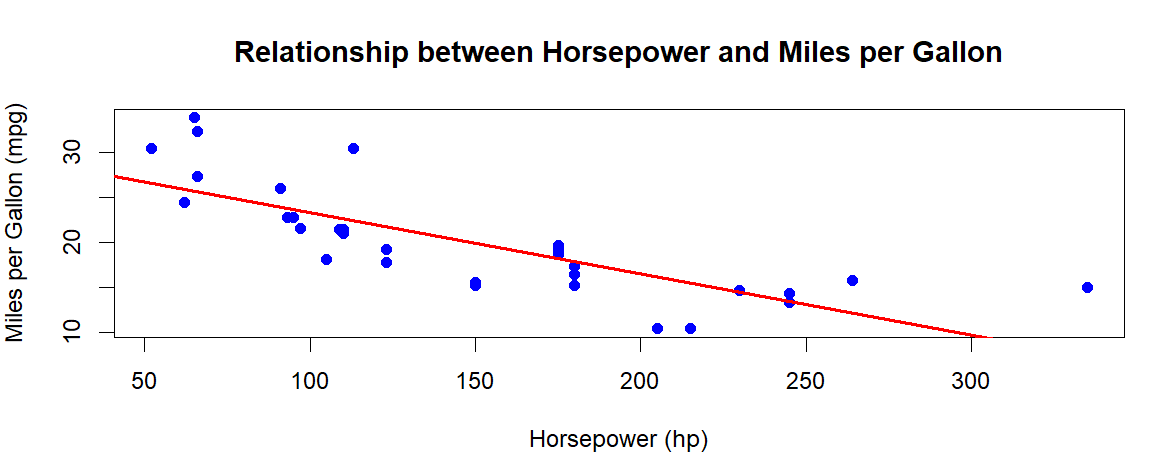 Relationship between Horsepower and Miles per Gallon
Miles per Gallon (mpg)
30
20
10
50 100 150 200 250 300
Horsepower (hp)